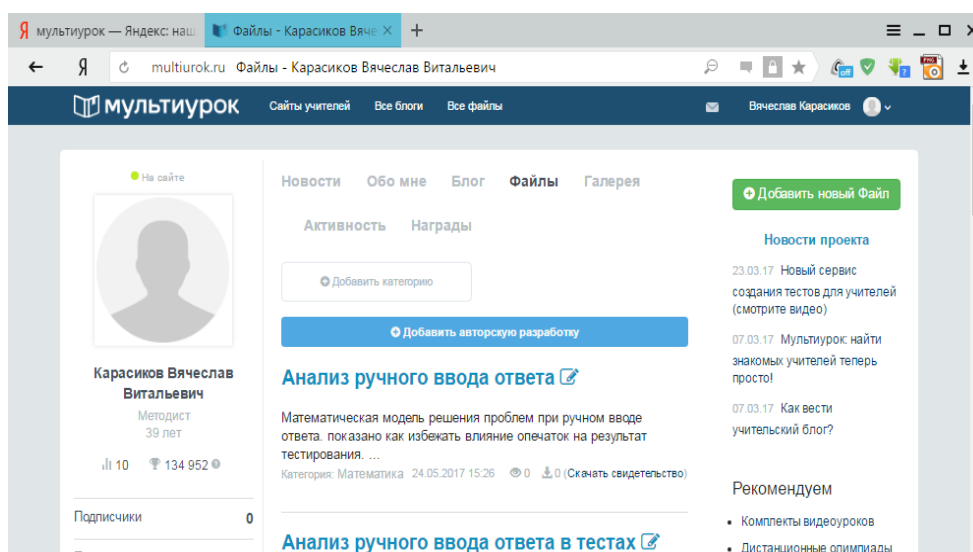 Я мультиурок — Яндекс: наш
Файлы - Карасиков Вяче
Я multiurok.ru Файлы - Карасиков Вячеслав Витальевич
off
7
PNG
мультиурок Сайты учителей Все блоги Все файлы Вячеслав Карасиков
На сайте
Карасиков Вячеслав
Витальевич
Методист
39 лет
10 134 952
Подписчики 0
Новости Обо мне Блог Файлы Галерея
Активность Награды
Добавить категорию
Добавить авторскую разработку
Анализ ручного ввода ответа
Математическая модель решения проблем при ручном вводе
ответа. показано как избежать влияние опечаток на результат
тестирования. ...
Категория: Математика 24.05.2017 15:26 0 0 (Скачать свидетельство)
Анализ ручного ввода ответа в тестах
Добавить новый Файл
Новости проекта
23.03.17 Новый сервис
создания тестов для учителей
(смотрите видео)
07.03.17 Мультиурок: найти
знакомых учителей теперь
просто!
07.03.17 Как вести
учительский блог?
Рекомендуем
• Комплекты видеоуроков
• Дистанционные олимпиады